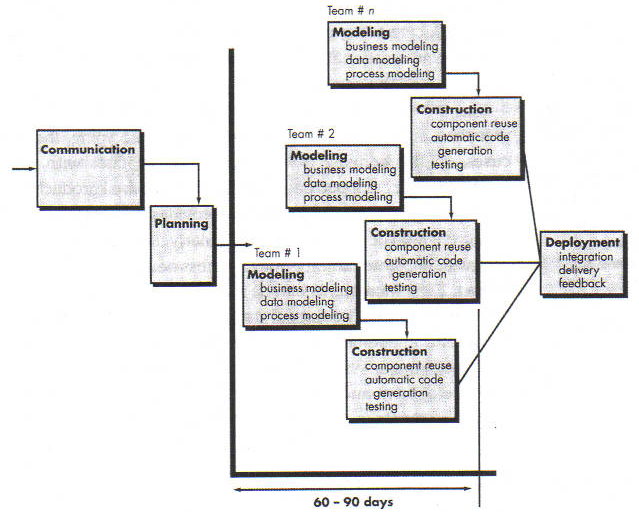 Team # n
Modeling
business modeling
data modeling
process modeling
Construction
component reuse
automatic code
generation
testing
Communication
Planning
Team # 2
Modeling
business modeling
data modeling
process modeling
Construction
component reuse
automatic code
generation
testing
Team # 1
Modeling
business modeling
data modeling
process modeling
Construction
component reuse
automatic code
generation
testing
Deployment
integration
delivery
feedback
60 – 90 days